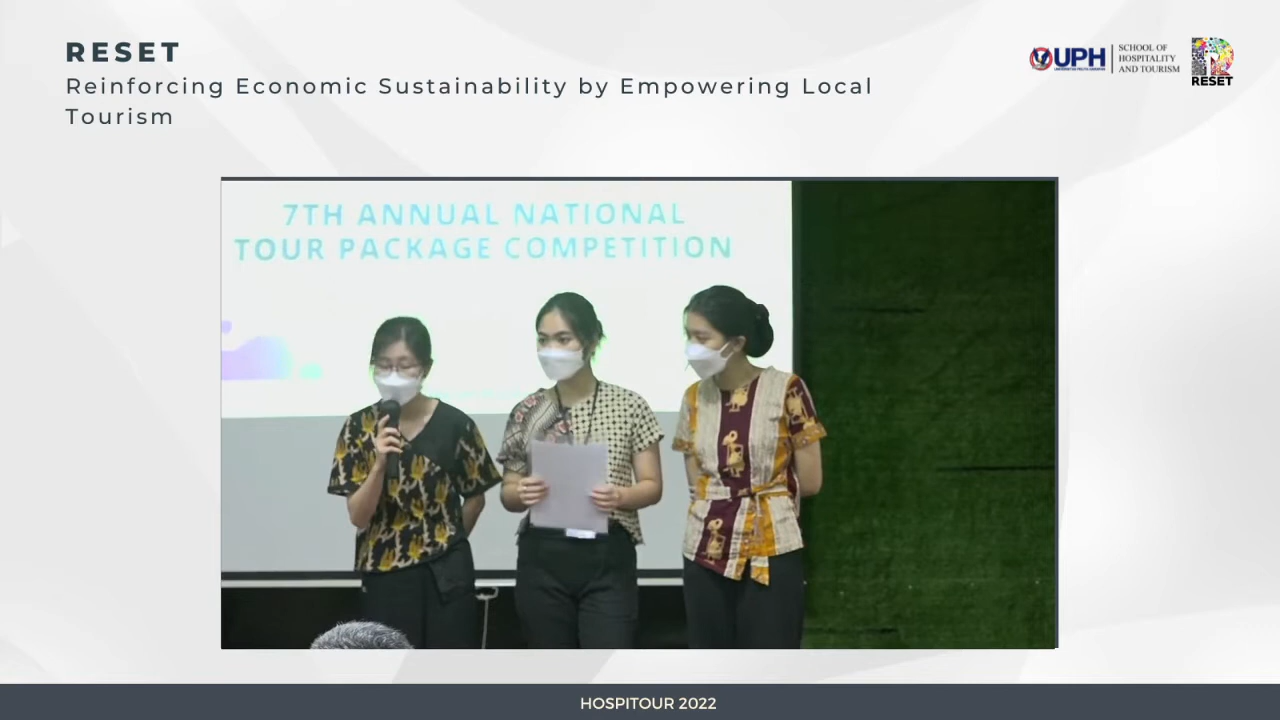 RESET
Reinforcing Economic Sustainability by Empowering Local
Tourism
UPH
SCHOOL OF
HOSPITALITY
AND TOURISM
RESET
7TH ANNUAL NATIONAL
TOUR PACKAGE COMPETITION
HOSPITOUR 2022